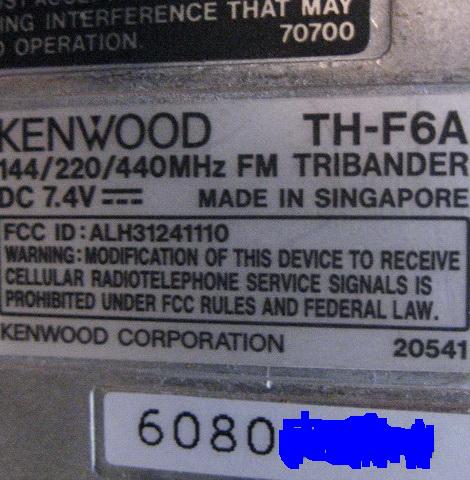 ING INTERFERENCE THAT MAY
OPERATION. 70700
KENWOOD TH-F6A
144/220/440MHz FM TRIBANDER
DC 7.4V MADE IN SINGAPORE
FCC ID: ALH31241110
WARNING: MODIFICATION OF THIS DEVICE TO RECEIVE
CELLULAR RADIOTELEPHONE SERVICE SIGNALS IS
PROHIBITED UNDER FCC RULES AND FEDERAL LAW.
KENWOOD CORPORATION 20541
6080